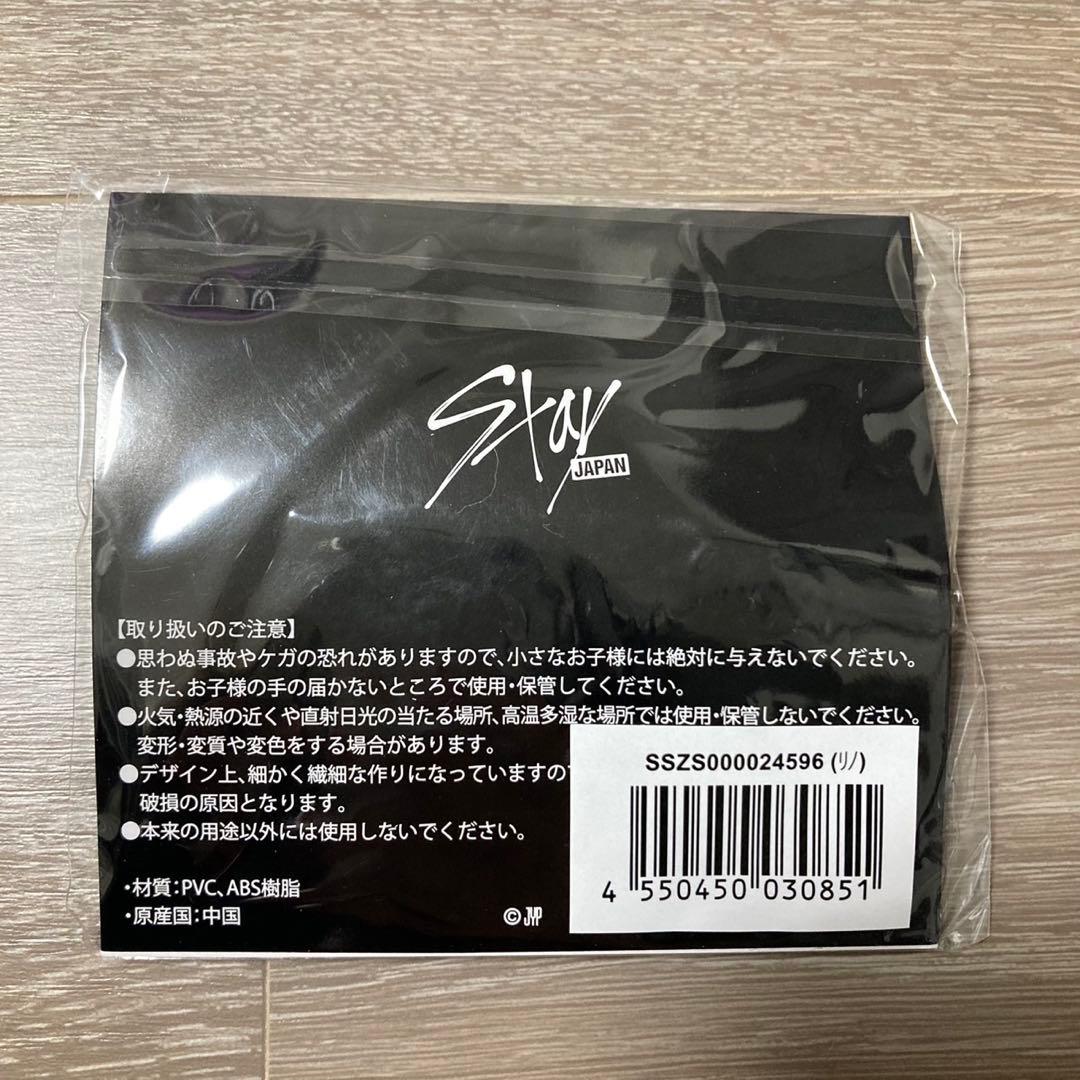 Stay
JAPAN
【取り扱いのご注意】
●思わぬ事故やケガの恐れがありますので、小さなお子様には絶対に与えないでください。
また、お子様の手の届かないところで使用・保管してください。
●火気・熱源の近くや直射日光の当たる場所、高温多湿な場所では使用・保管しないでください。
変形・変質や変色をする場合があります。
●デザイン上、細かく繊細な作りになっていますの
破損の原因となります。
●本来の用途以外には使用しないでください。
・材質：PVC、ABS樹脂
・原産国：中国
© JYP
SSZS000024596 (ﾘﾉ)
4 550450 030851